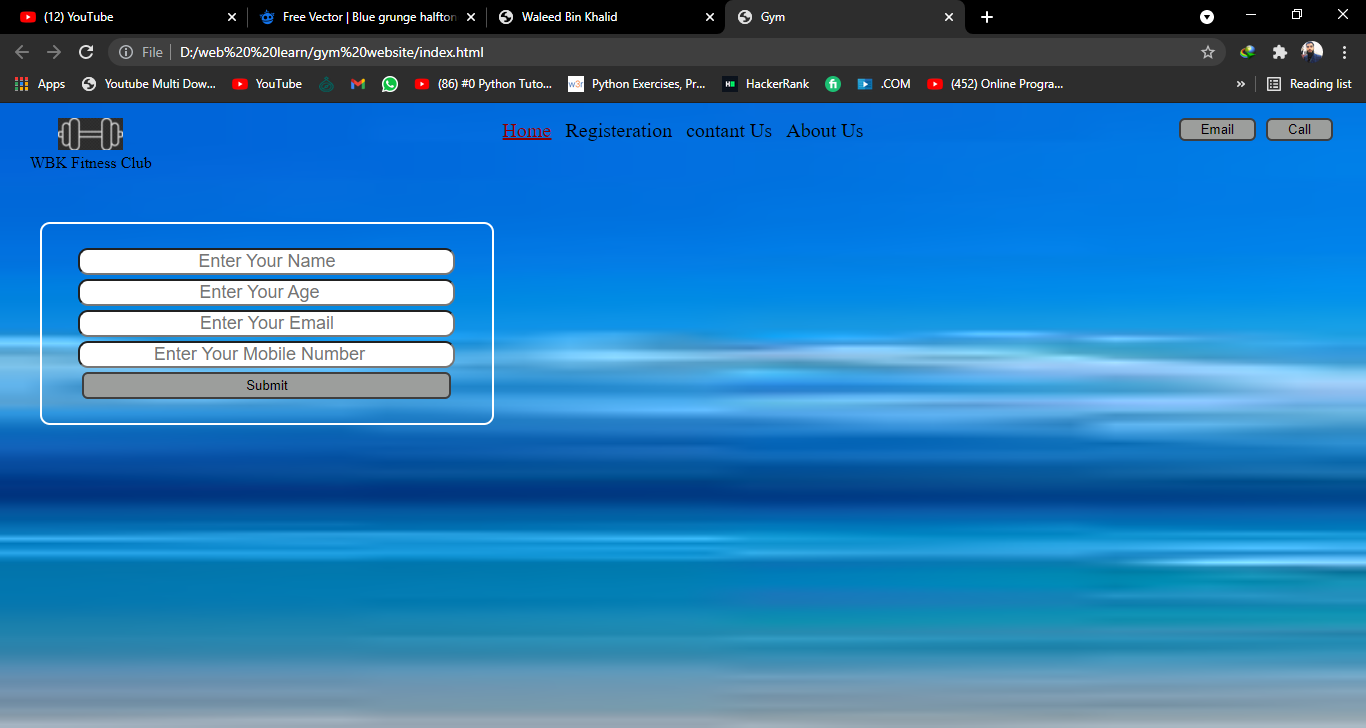 (12) YouTube
Free Vector | Blue grunge halfton
Waleed Bin Khalid
Gym
File D:/web%20%20learn/gym%20website/index.html
Apps Youtube Multi Dow... YouTube (86) #0 Python Tuto... w3r Python Exercises, Pr... HackerRank .COM (452) Online Progra... » Reading list
Home Registeration contant Us About Us Email Call
WBK Fitness Club
Enter Your Name
Enter Your Age
Enter Your Email
Enter Your Mobile Number
Submit